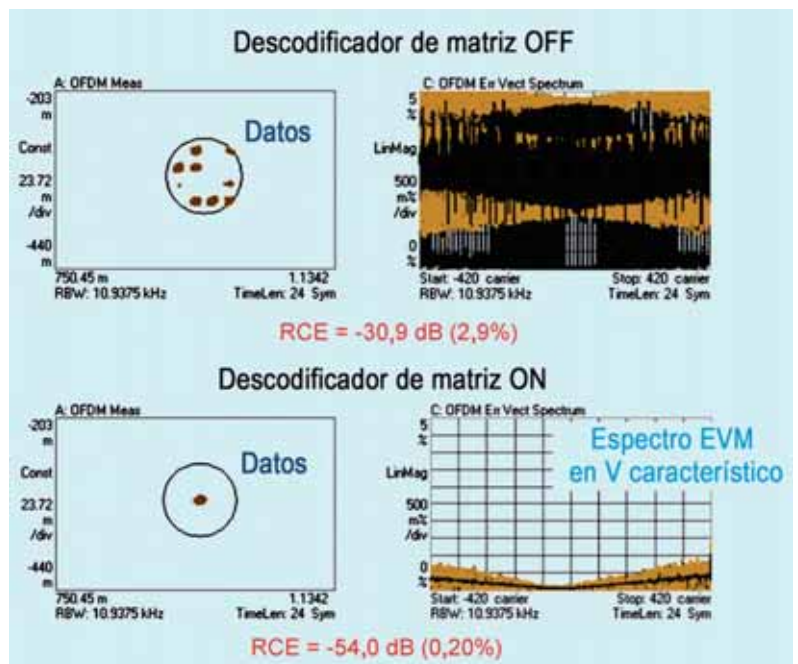 Descodificador de matriz OFF
A: OFDM Meas
-203
m
Const
23.72
m
/div
-440
m
Datos
750.45 m
1.1342
RBW: 10.9375 kHz
TimeLen: 24 Sym
C: OFDM Err Vect Spectrum
5
%
LinMag
500
m%
/div
0
%
Start: -420 carrier
Stop: 420 carrier
RBW: 10.9375 kHz
TimeLen: 24 Sym
RCE = -30,9 dB (2,9%)
Descodificador de matriz ON
A: OFDM Meas
-203
m
Const
23.72
m
/div
-440
m
Datos
750.45 m
1.1342
RBW: 10.9375 kHz
TimeLen: 24 Sym
C: OFDM Err Vect Spectrum
5
%
LinMag
500
m%
/div
0
%
Espectro EVM
en V característico
Start: -420 carrier
Stop: 420 carrier
RBW: 10.9375 kHz
TimeLen: 24 Sym
RCE = -54,0 dB (0,20%)